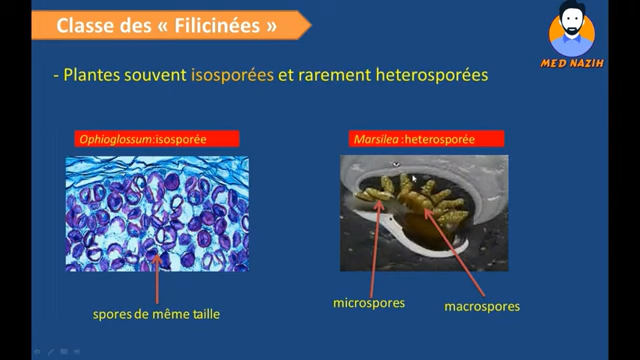 Classe des « Filicinées »
MED NAZIH
- Plantes souvent isosporées et rarement heterosporées
Ophioglossum:isosporée
Marsilea :heterosporée
spores de même taille
microspores
macrospores